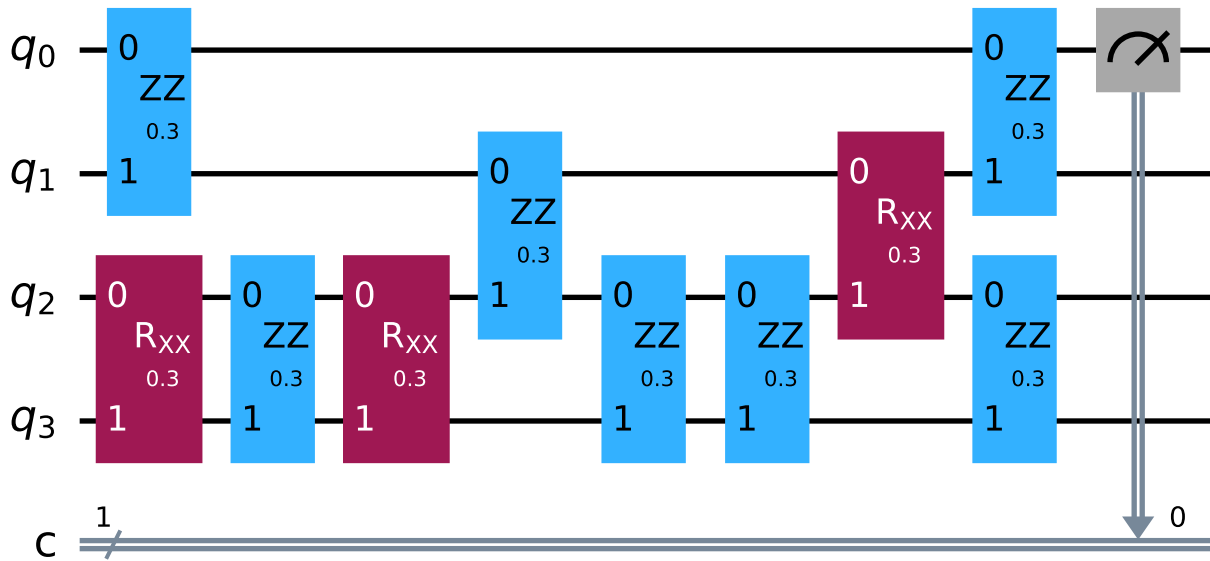 q0 0 0
ZZ ZZ
0.3 0.3
q1 1 0 0 1
ZZ RXX
0.3 0.3
q2 0 0 0 1 0 0 1 0
RXX ZZ RXX ZZ ZZ ZZ
0.3 0.3 0.3 0.3 0.3 0.3
q3 1 1 1 1 1 1
1 0
c